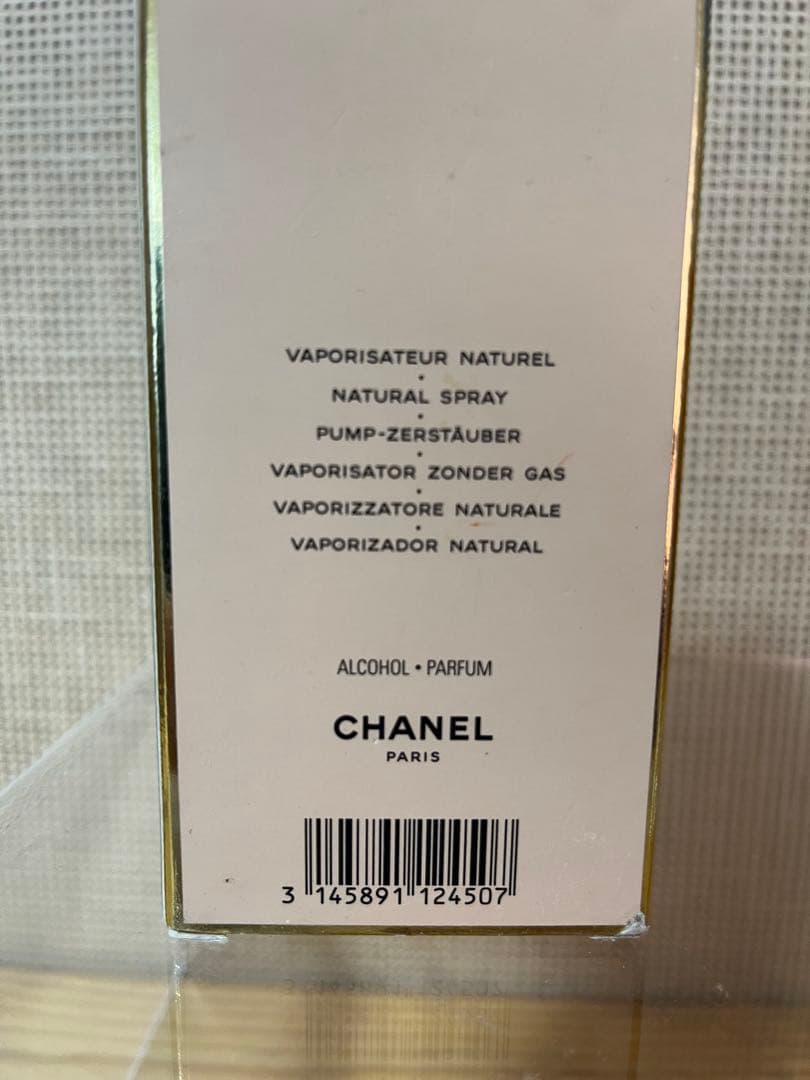 VAPORISATEUR NATUREL
•
NATURAL SPRAY
•
PUMP-ZERSTÄUBER
•
VAPORISATOR ZONDER GAS
•
VAPORIZZATORE NATURALE
•
VAPORIZADOR NATURAL
ALCOHOL • PARFUM
CHANEL
PARIS
3 145891 124507